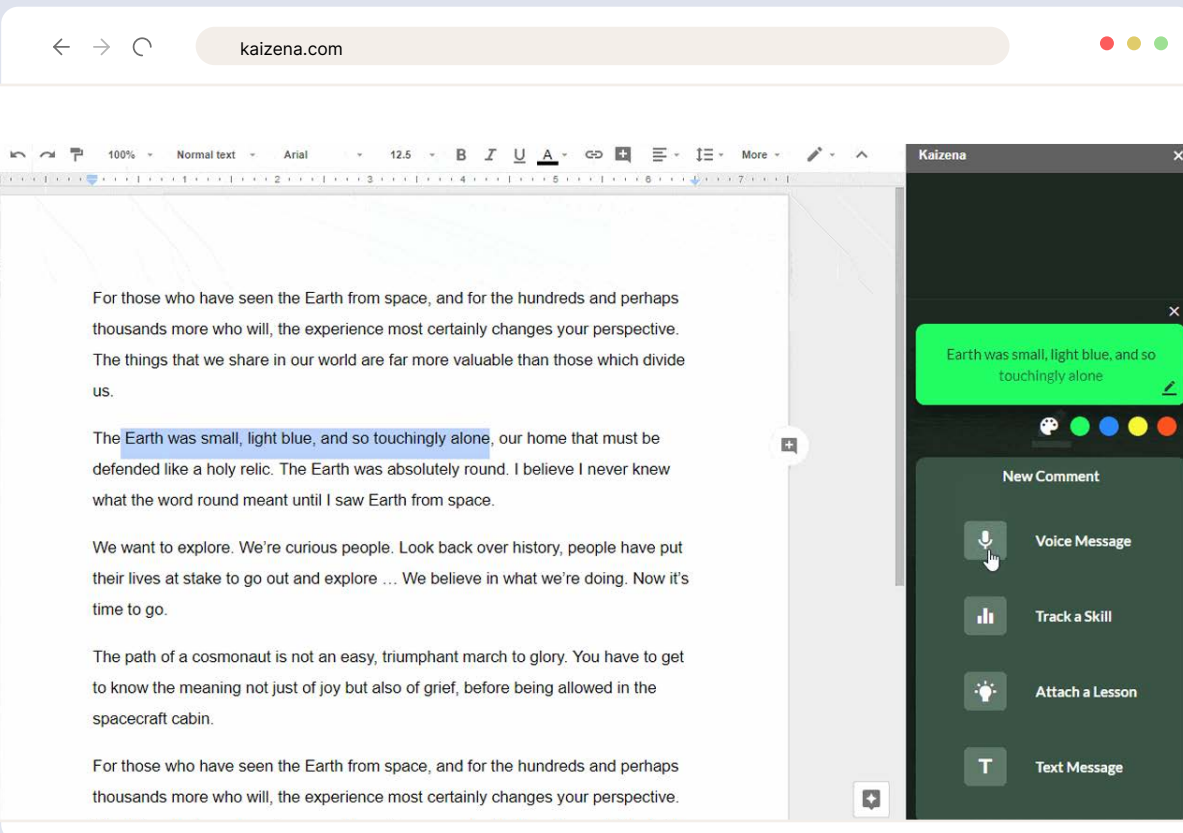 kaizena.com
100% Normal text Arial 12.5 B I U A More
Kaizena
1 2 3 4 5 6 7
For those who have seen the Earth from space, and for the hundreds and perhaps
thousands more who will, the experience most certainly changes your perspective.
The things that we share in our world are far more valuable than those which divide
us.
The Earth was small, light blue, and so touchingly alone, our home that must be
defended like a holy relic. The Earth was absolutely round. I believe I never knew
what the word round meant until I saw Earth from space.
We want to explore. We’re curious people. Look back over history, people have put
their lives at stake to go out and explore … We believe in what we’re doing. Now it’s
time to go.
The path of a cosmonaut is not an easy, triumphant march to glory. You have to get
to know the meaning not just of joy but also of grief, before being allowed in the
spacecraft cabin.
For those who have seen the Earth from space, and for the hundreds and perhaps
thousands more who will, the experience most certainly changes your perspective.
Earth was small, light blue, and so
touchingly alone
New Comment
Voice Message
Track a Skill
Attach a Lesson
T Text Message